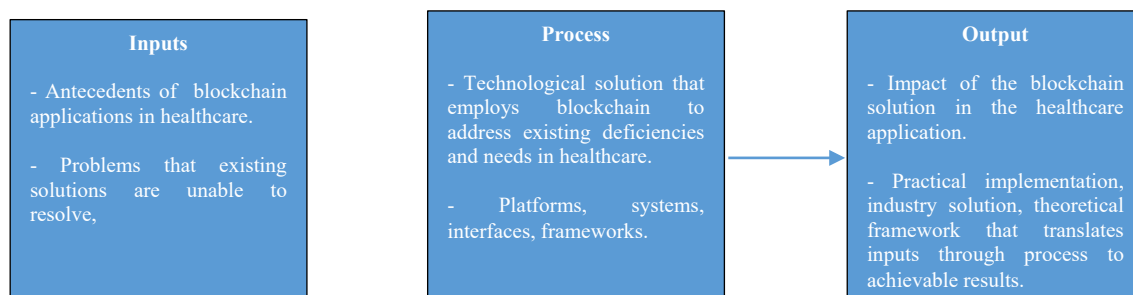 Inputs
- Antecedents of blockchain
applications in healthcare.
- Problems that existing
solutions are unable to
resolve,
Process
- Technological solution that
employs blockchain to
address existing deficiencies
and needs in healthcare.
- Platforms, systems,
interfaces, frameworks.
Output
- Impact of the blockchain
solution in the healthcare
application.
- Practical implementation,
industry solution, theoretical
framework that translates
inputs through process to
achievable results.